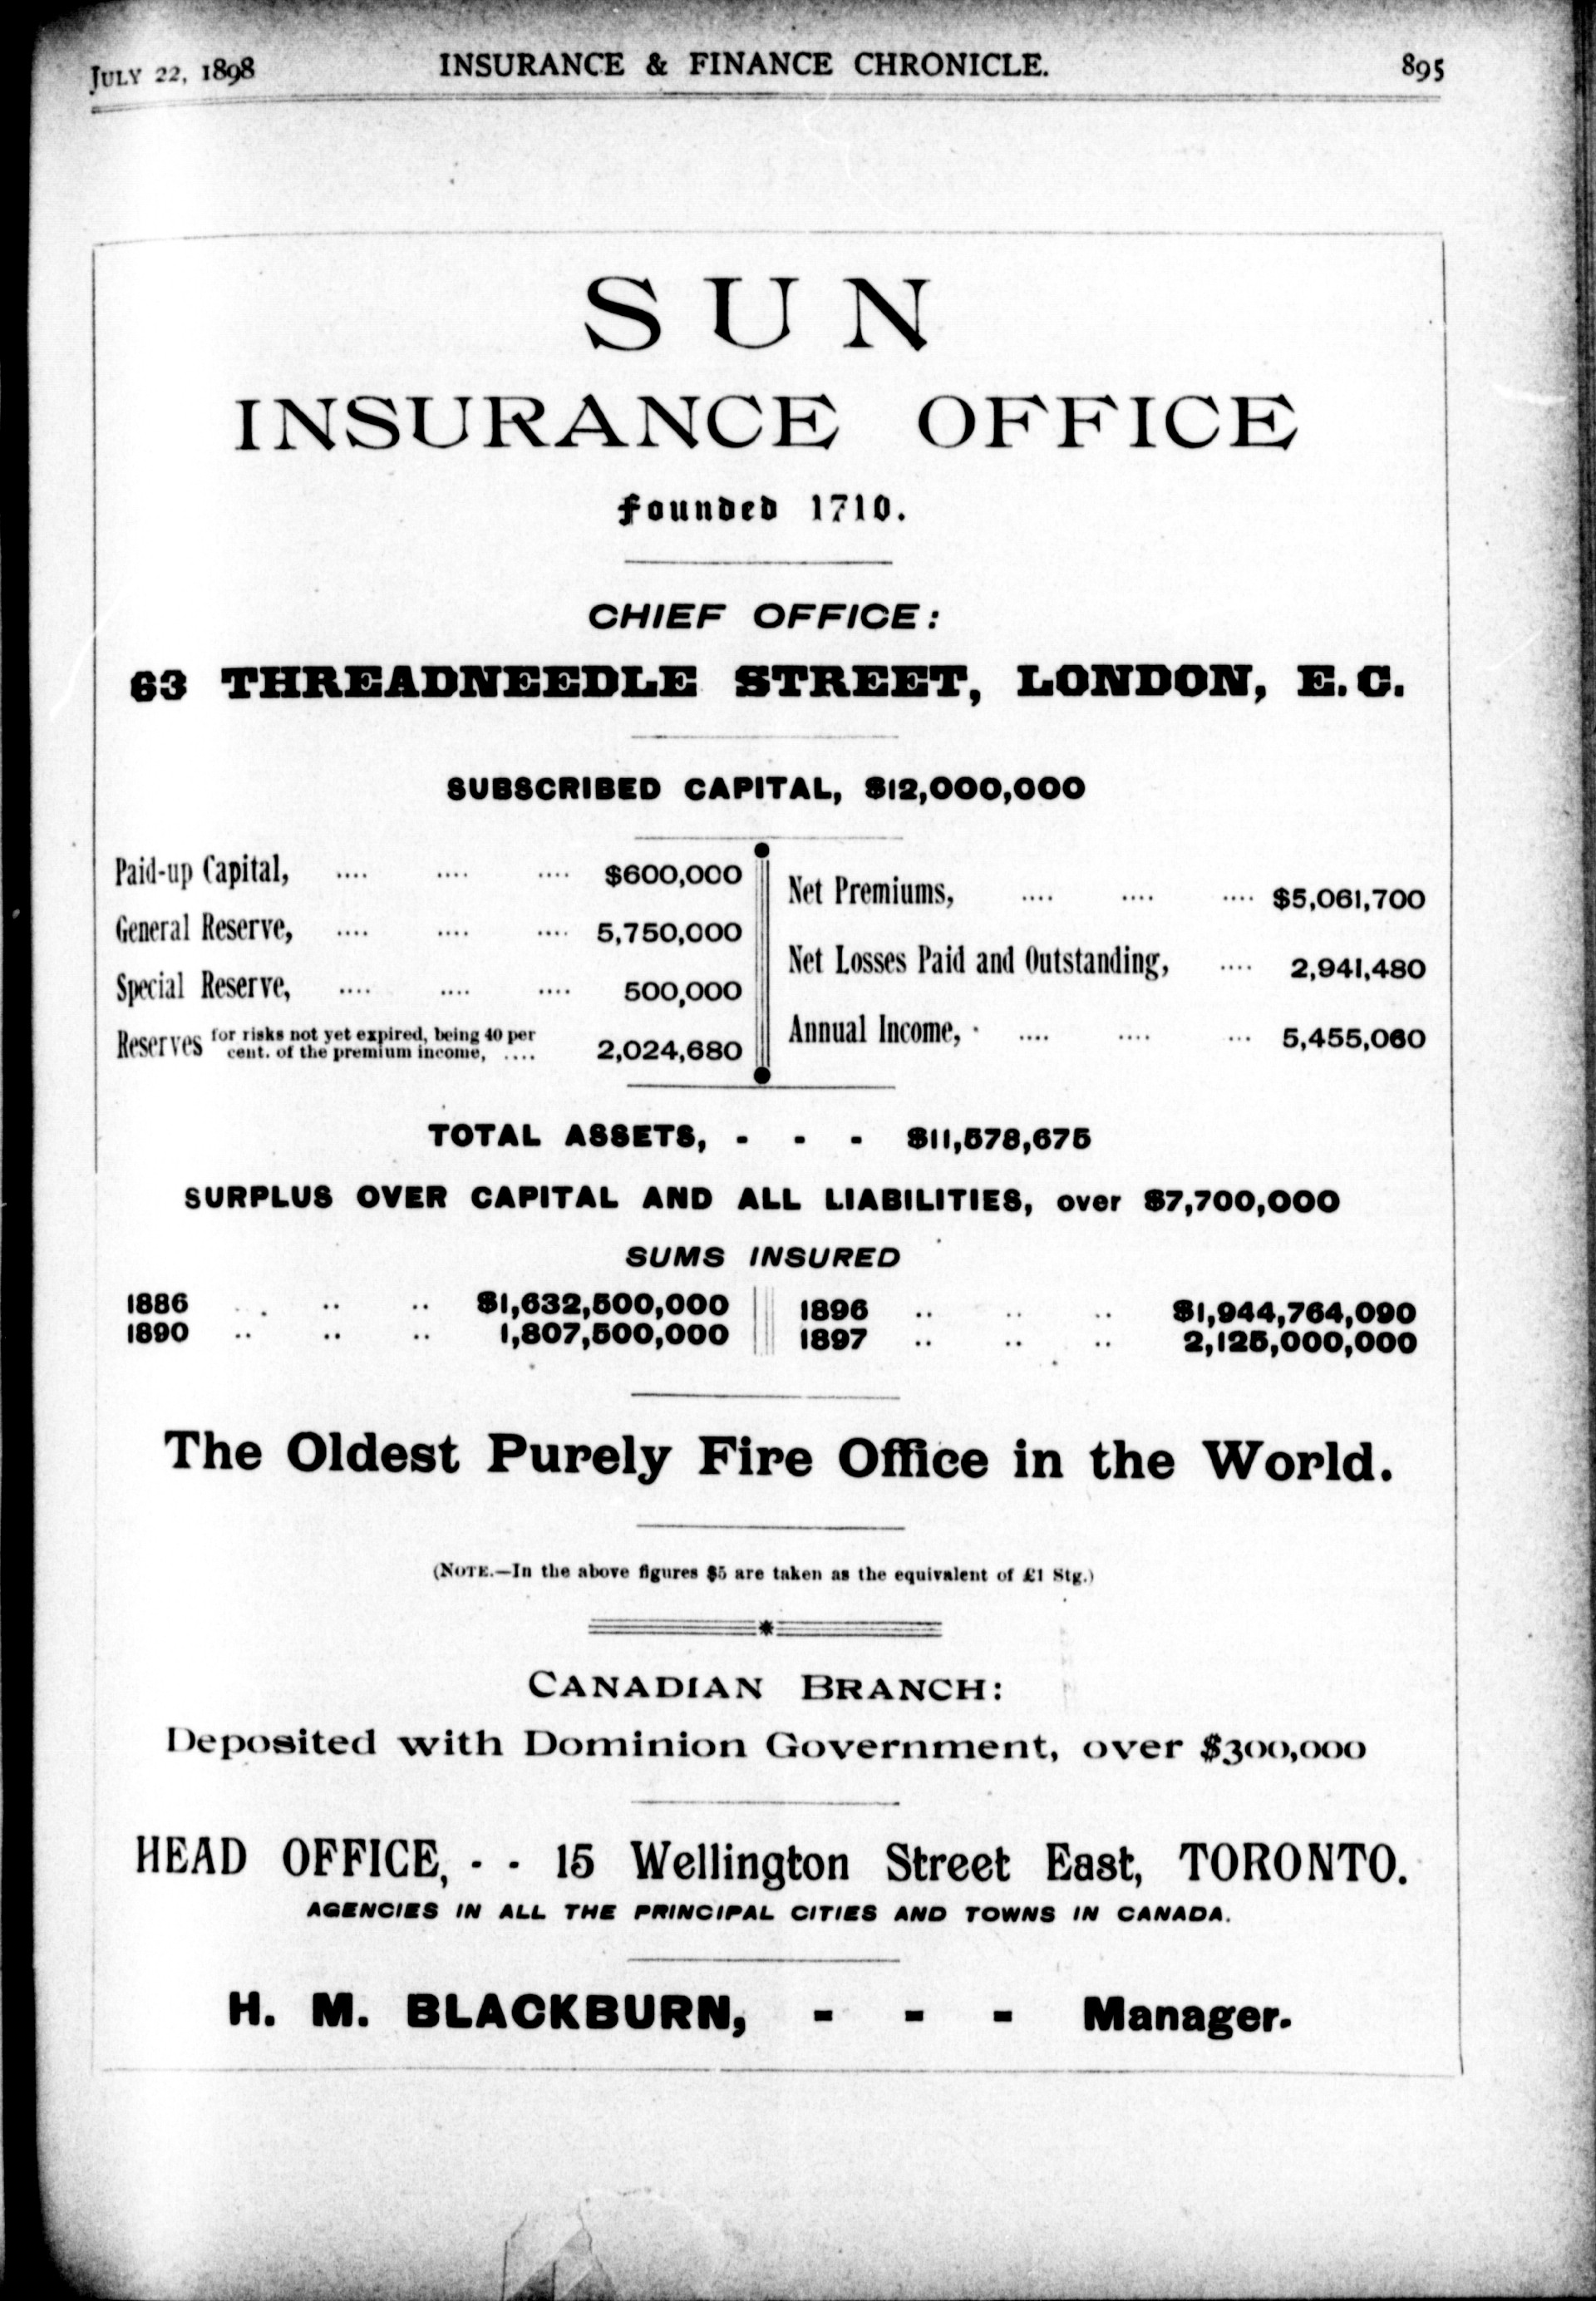 JULY 22, 1898 INSURANCE & FINANCE CHRONICLE. 895
SUN
INSURANCE OFFICE
Founded 1710.
CHIEF OFFICE:
63 THREADNEEDLE STREET, LONDON, E.C.
SUBSCRIBED CAPITAL, $12,000,000
Paid-up Capital, .... .... .... $600,000
General Reserve, .... .... .... 5,750,000
Special Reserve, .... .... .... 500,000
Reserves for risks not yet expired, being 40 per
cent. of the premium income, .... 2,024,680
Net Premiums, .... .... .... $5,061,700
Net Losses Paid and Outstanding, .... 2,941,480
Annual Income, .... .... ... 5,455,060
TOTAL ASSETS, - - - $11,578,675
SURPLUS OVER CAPITAL AND ALL LIABILITIES, over $7,700,000
SUMS INSURED
1886 .. .. .. $1,632,500,000
1890 .. .. .. 1,807,500,000
1896 .. .. .. $1,944,764,090
1897 .. .. .. 2,125,000,000
The Oldest Purely Fire Office in the World.
(NOTE.—In the above figures $5 are taken as the equivalent of £1 Stg.)
CANADIAN BRANCH:
Deposited with Dominion Government, over $300,000
HEAD OFFICE, - - 15 Wellington Street East, TORONTO.
AGENCIES IN ALL THE PRINCIPAL CITIES AND TOWNS IN CANADA.
H. M. BLACKBURN, - - - Manager.